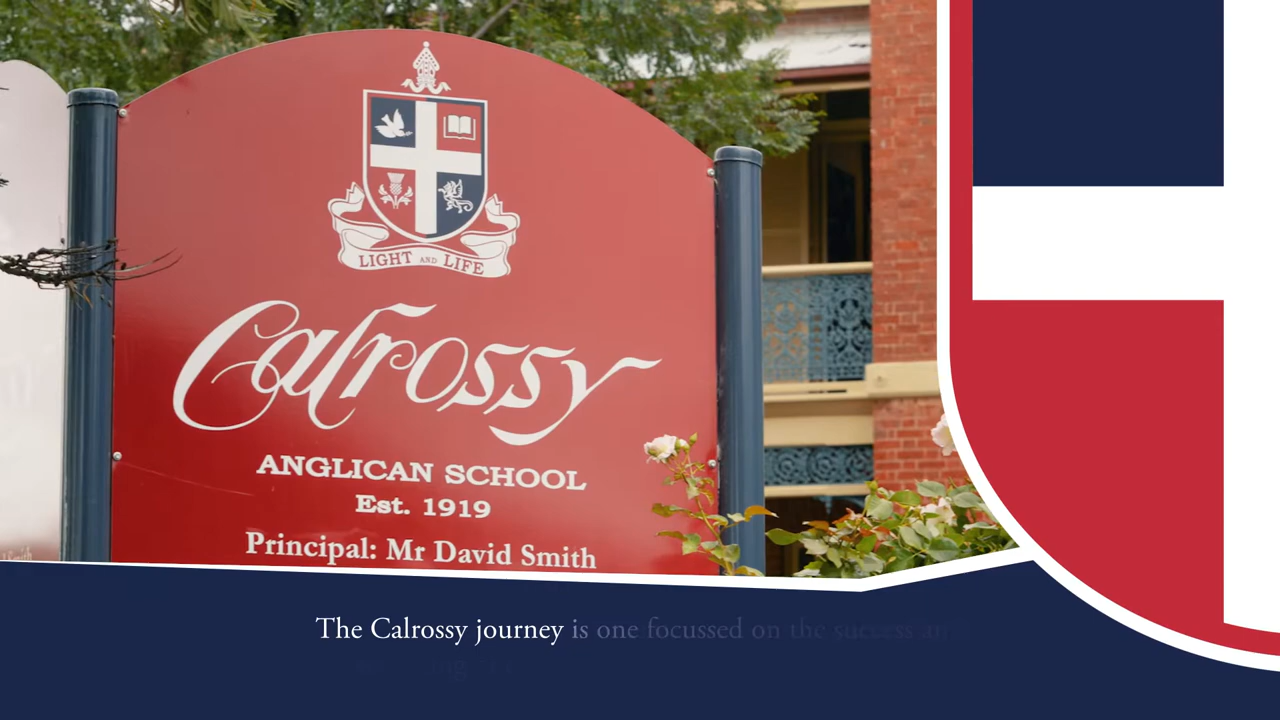 LIGHT AND LIFE
Calrossy
ANGLICAN SCHOOL
Est. 1919
Principal: Mr David Smith
The Calrossy journey is one focussed on the success